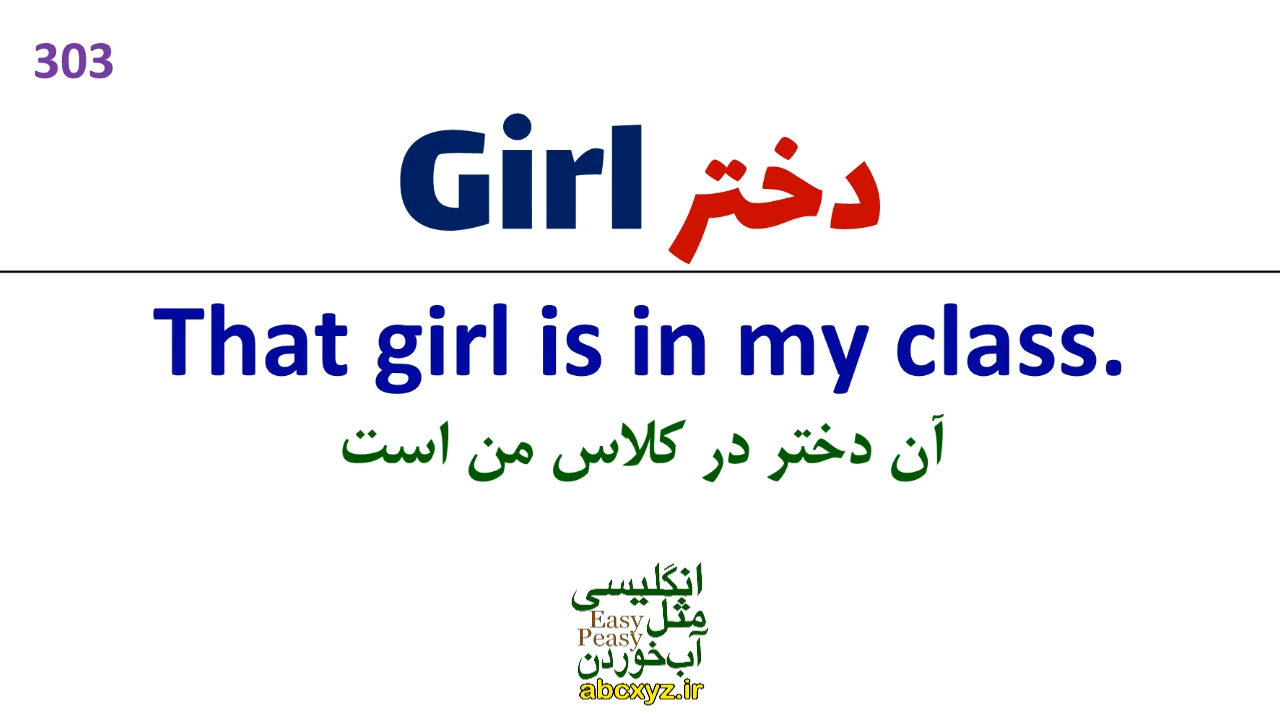 303
Girl دختر
That girl is in my class.
آن دختر در کلاس من است
انگلیسی
مثل
Easy
Peasy
آب‌خوردن
abcxyz.ir